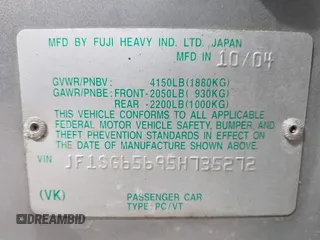 MFD BY FUJI HEAVY IND. LTD., JAPAN
MFD IN 10/04
GVWR/PNBV: 4150LB(1880KG)
GAWR/PNBE: FRONT-2050LB( 930KG)
REAR -2200LB(1000KG)
THIS VEHICLE CONFORMS TO ALL APPLICABLE
FEDERAL MOTOR VEHICLE SAFETY, BUMPER, AND
THEFT PREVENTION STANDARDS IN EFFECT ON
THE DATE OF MANUFACTURE SHOWN ABOVE.
VIN JF1SG65695H735272
(VK) PASSENGER CAR
TYPE: PC/VT
DREAMBID